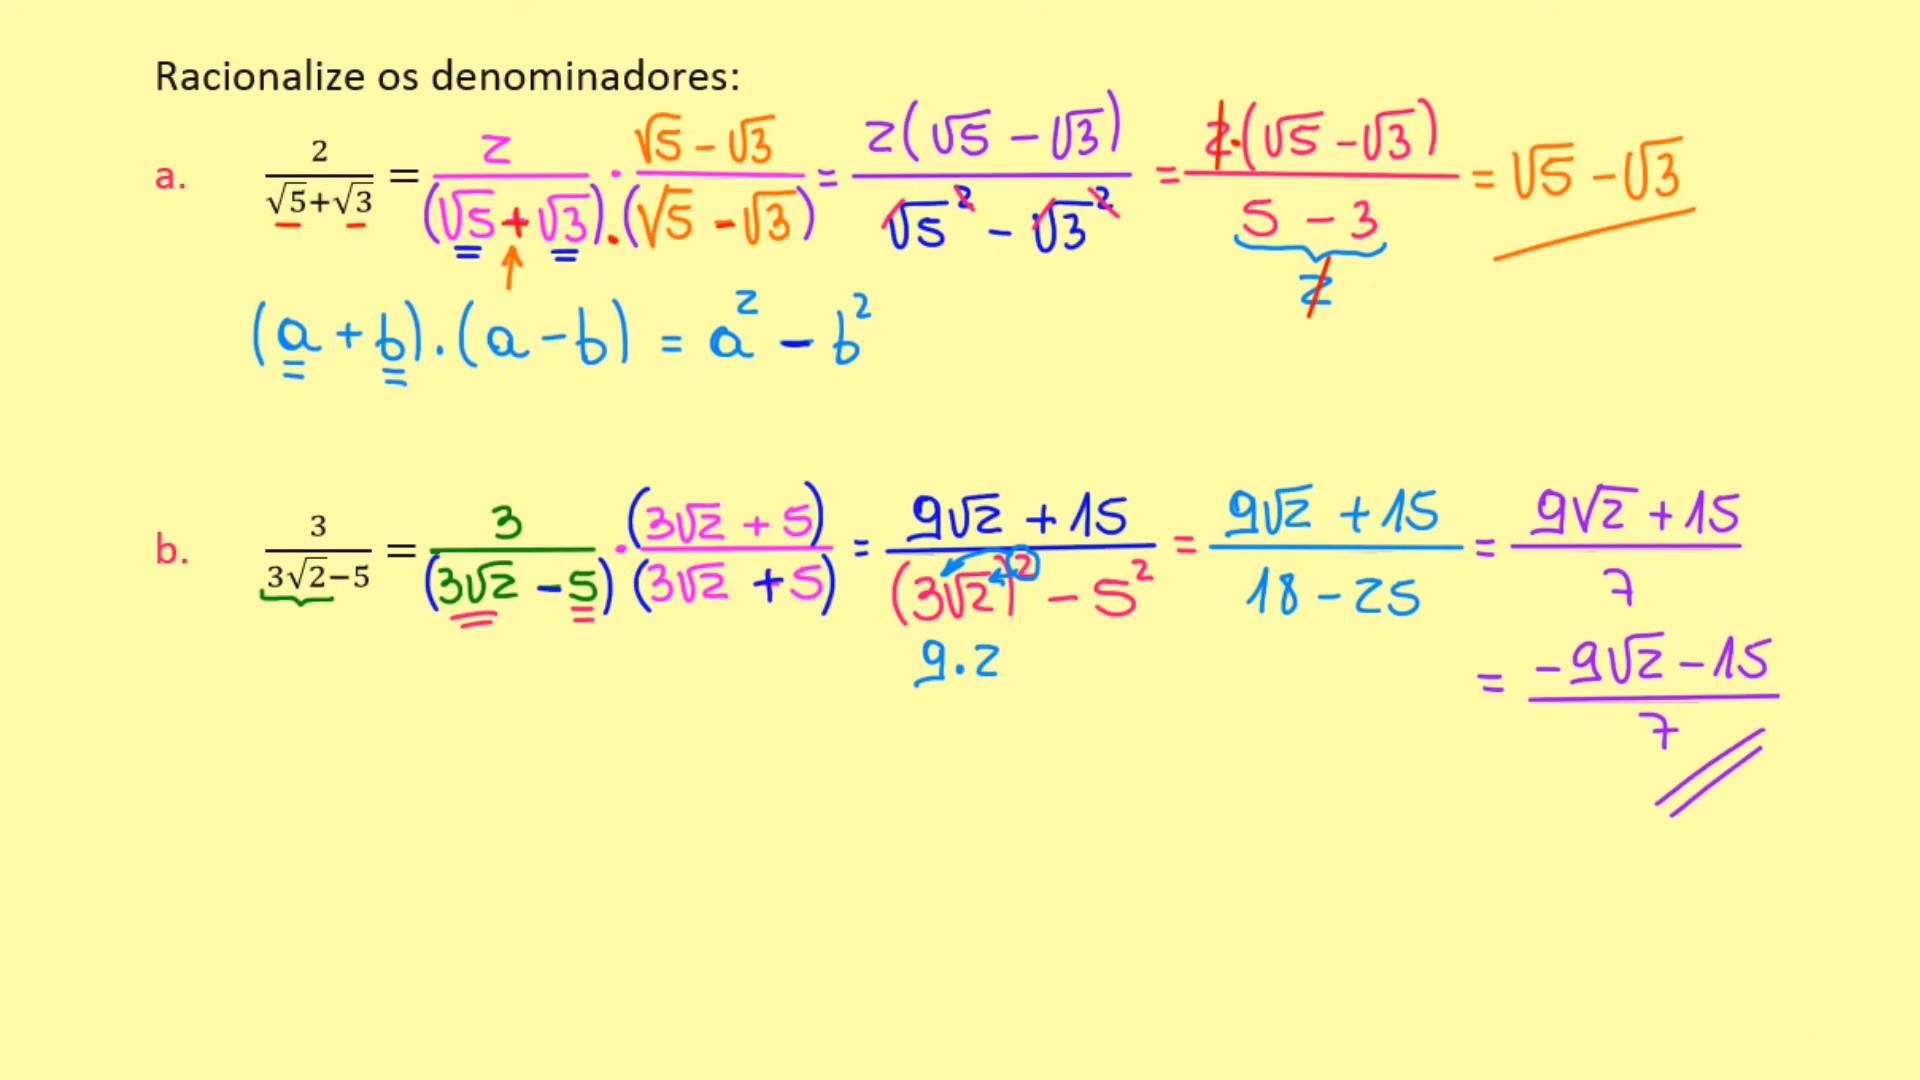 Racionalize os denominadores:
a. 2/(√5+√3) = 2/(√5 + √3) · (√5 - √3)/(√5 - √3) = 2(√5 - √3)/(√5² - √3²) = 2·(√5 - √3)/(5 - 3) = √5 - √3
2
(a + b).(a - b) = a² - b²
b. 3/(3√2-5) = 3/(3√2 - 5) · (3√2 + 5)/(3√2 + 5) = (9√2 + 15)/((3√2)² - 5²) = (9√2 + 15)/(18 - 25) = (9√2 + 15)/7
9.2
= (-9√2 - 15)/7